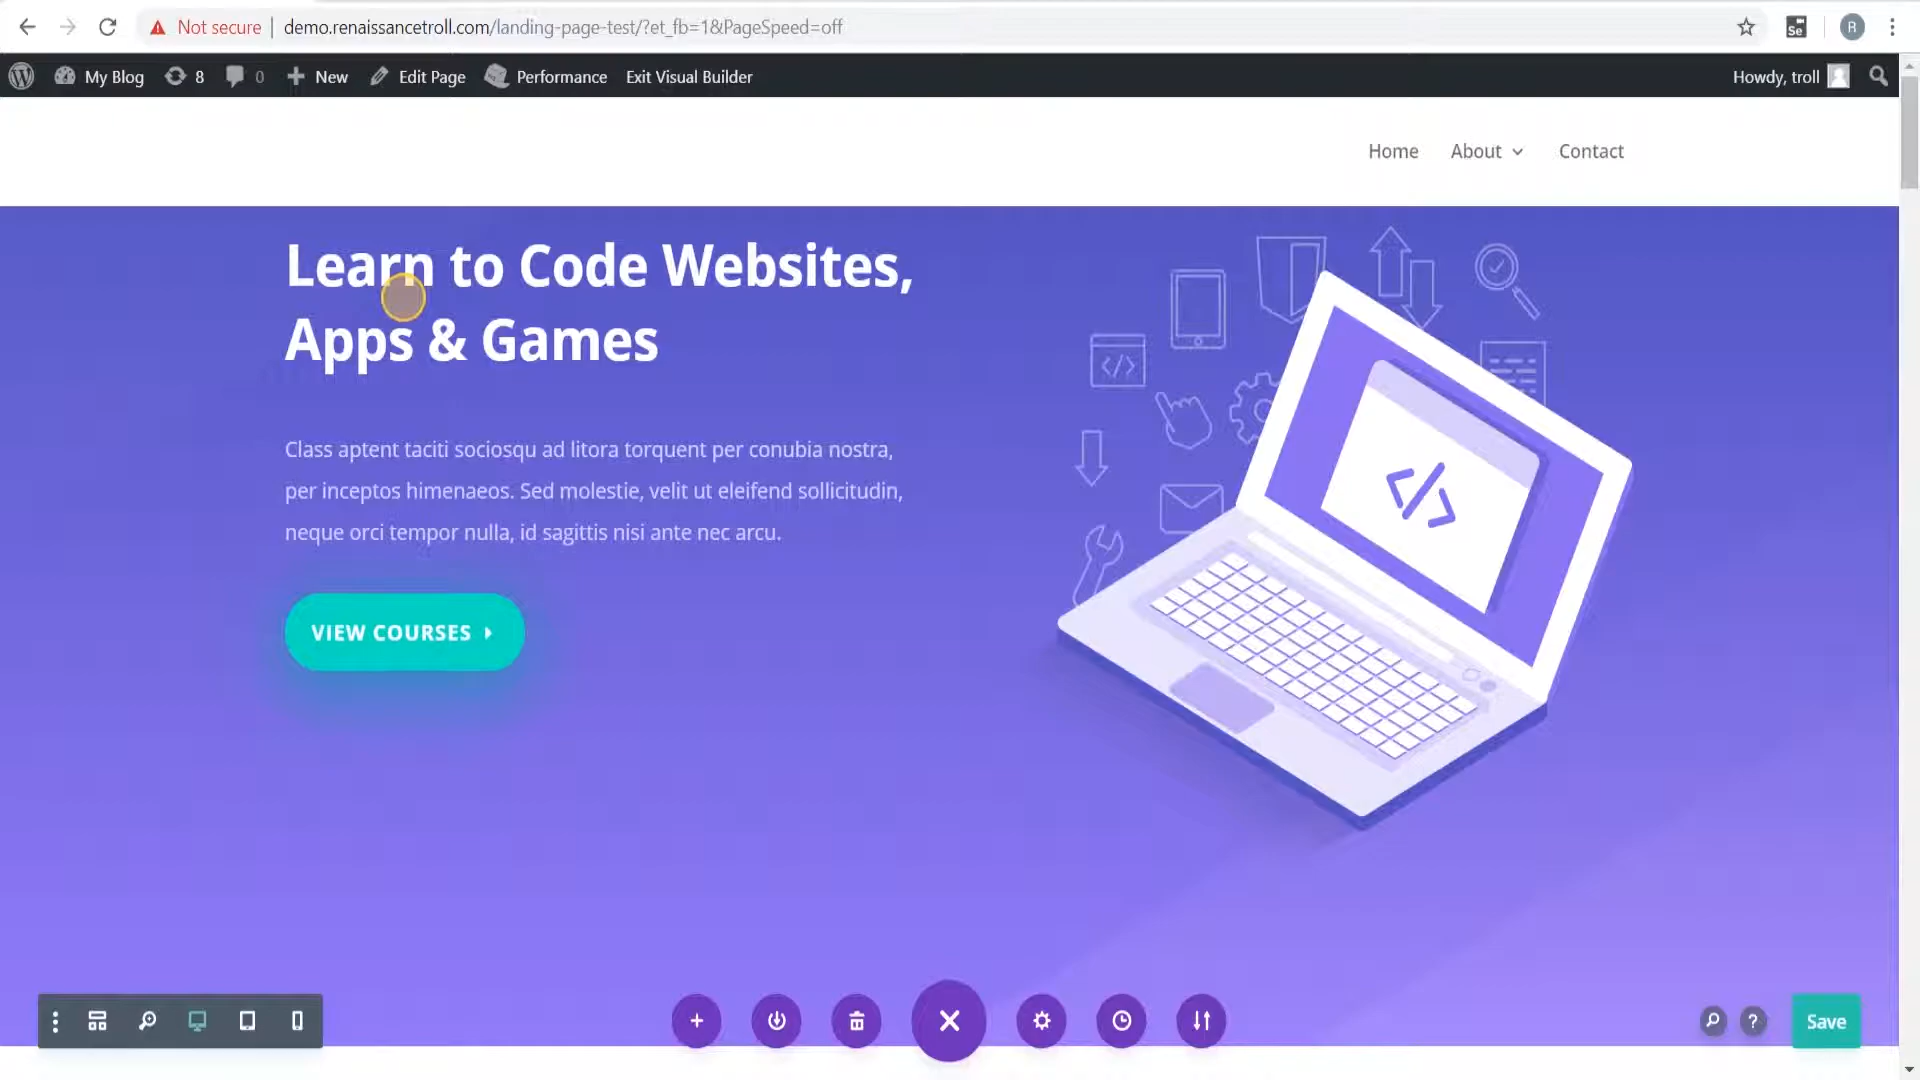 Not secure | demo.renaissancetroll.com/landing-page-test/?et_fb=1&PageSpeed=off
Se
R
My Blog 8 0 New Edit Page Performance Exit Visual Builder Howdy, troll
Home About Contact
Learn to Code Websites,
Apps & Games
Class aptent taciti sociosqu ad litora torquent per conubia nostra,
per inceptos himenaeos. Sed molestie, velit ut eleifend sollicitudin,
neque orci tempor nulla, id sagittis nisi ante nec arcu.
VIEW COURSES
</>
</>
? Save